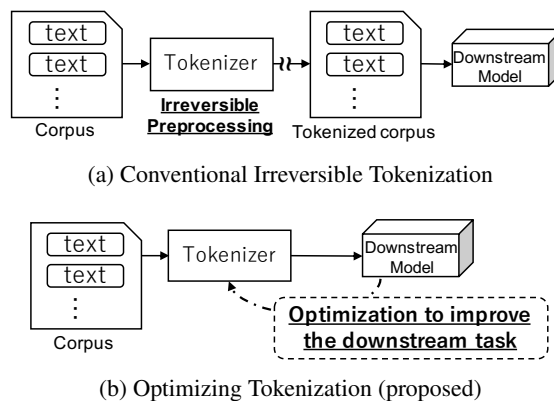 text
text
⋮
Corpus
Tokenizer
Irreversible
Preprocessing
text
text
⋮
Tokenized corpus
Downstream
Model
(a) Conventional Irreversible Tokenization
text
text
⋮
Corpus
Tokenizer
Downstream
Model
Optimization to improve
the downstream task
(b) Optimizing Tokenization (proposed)